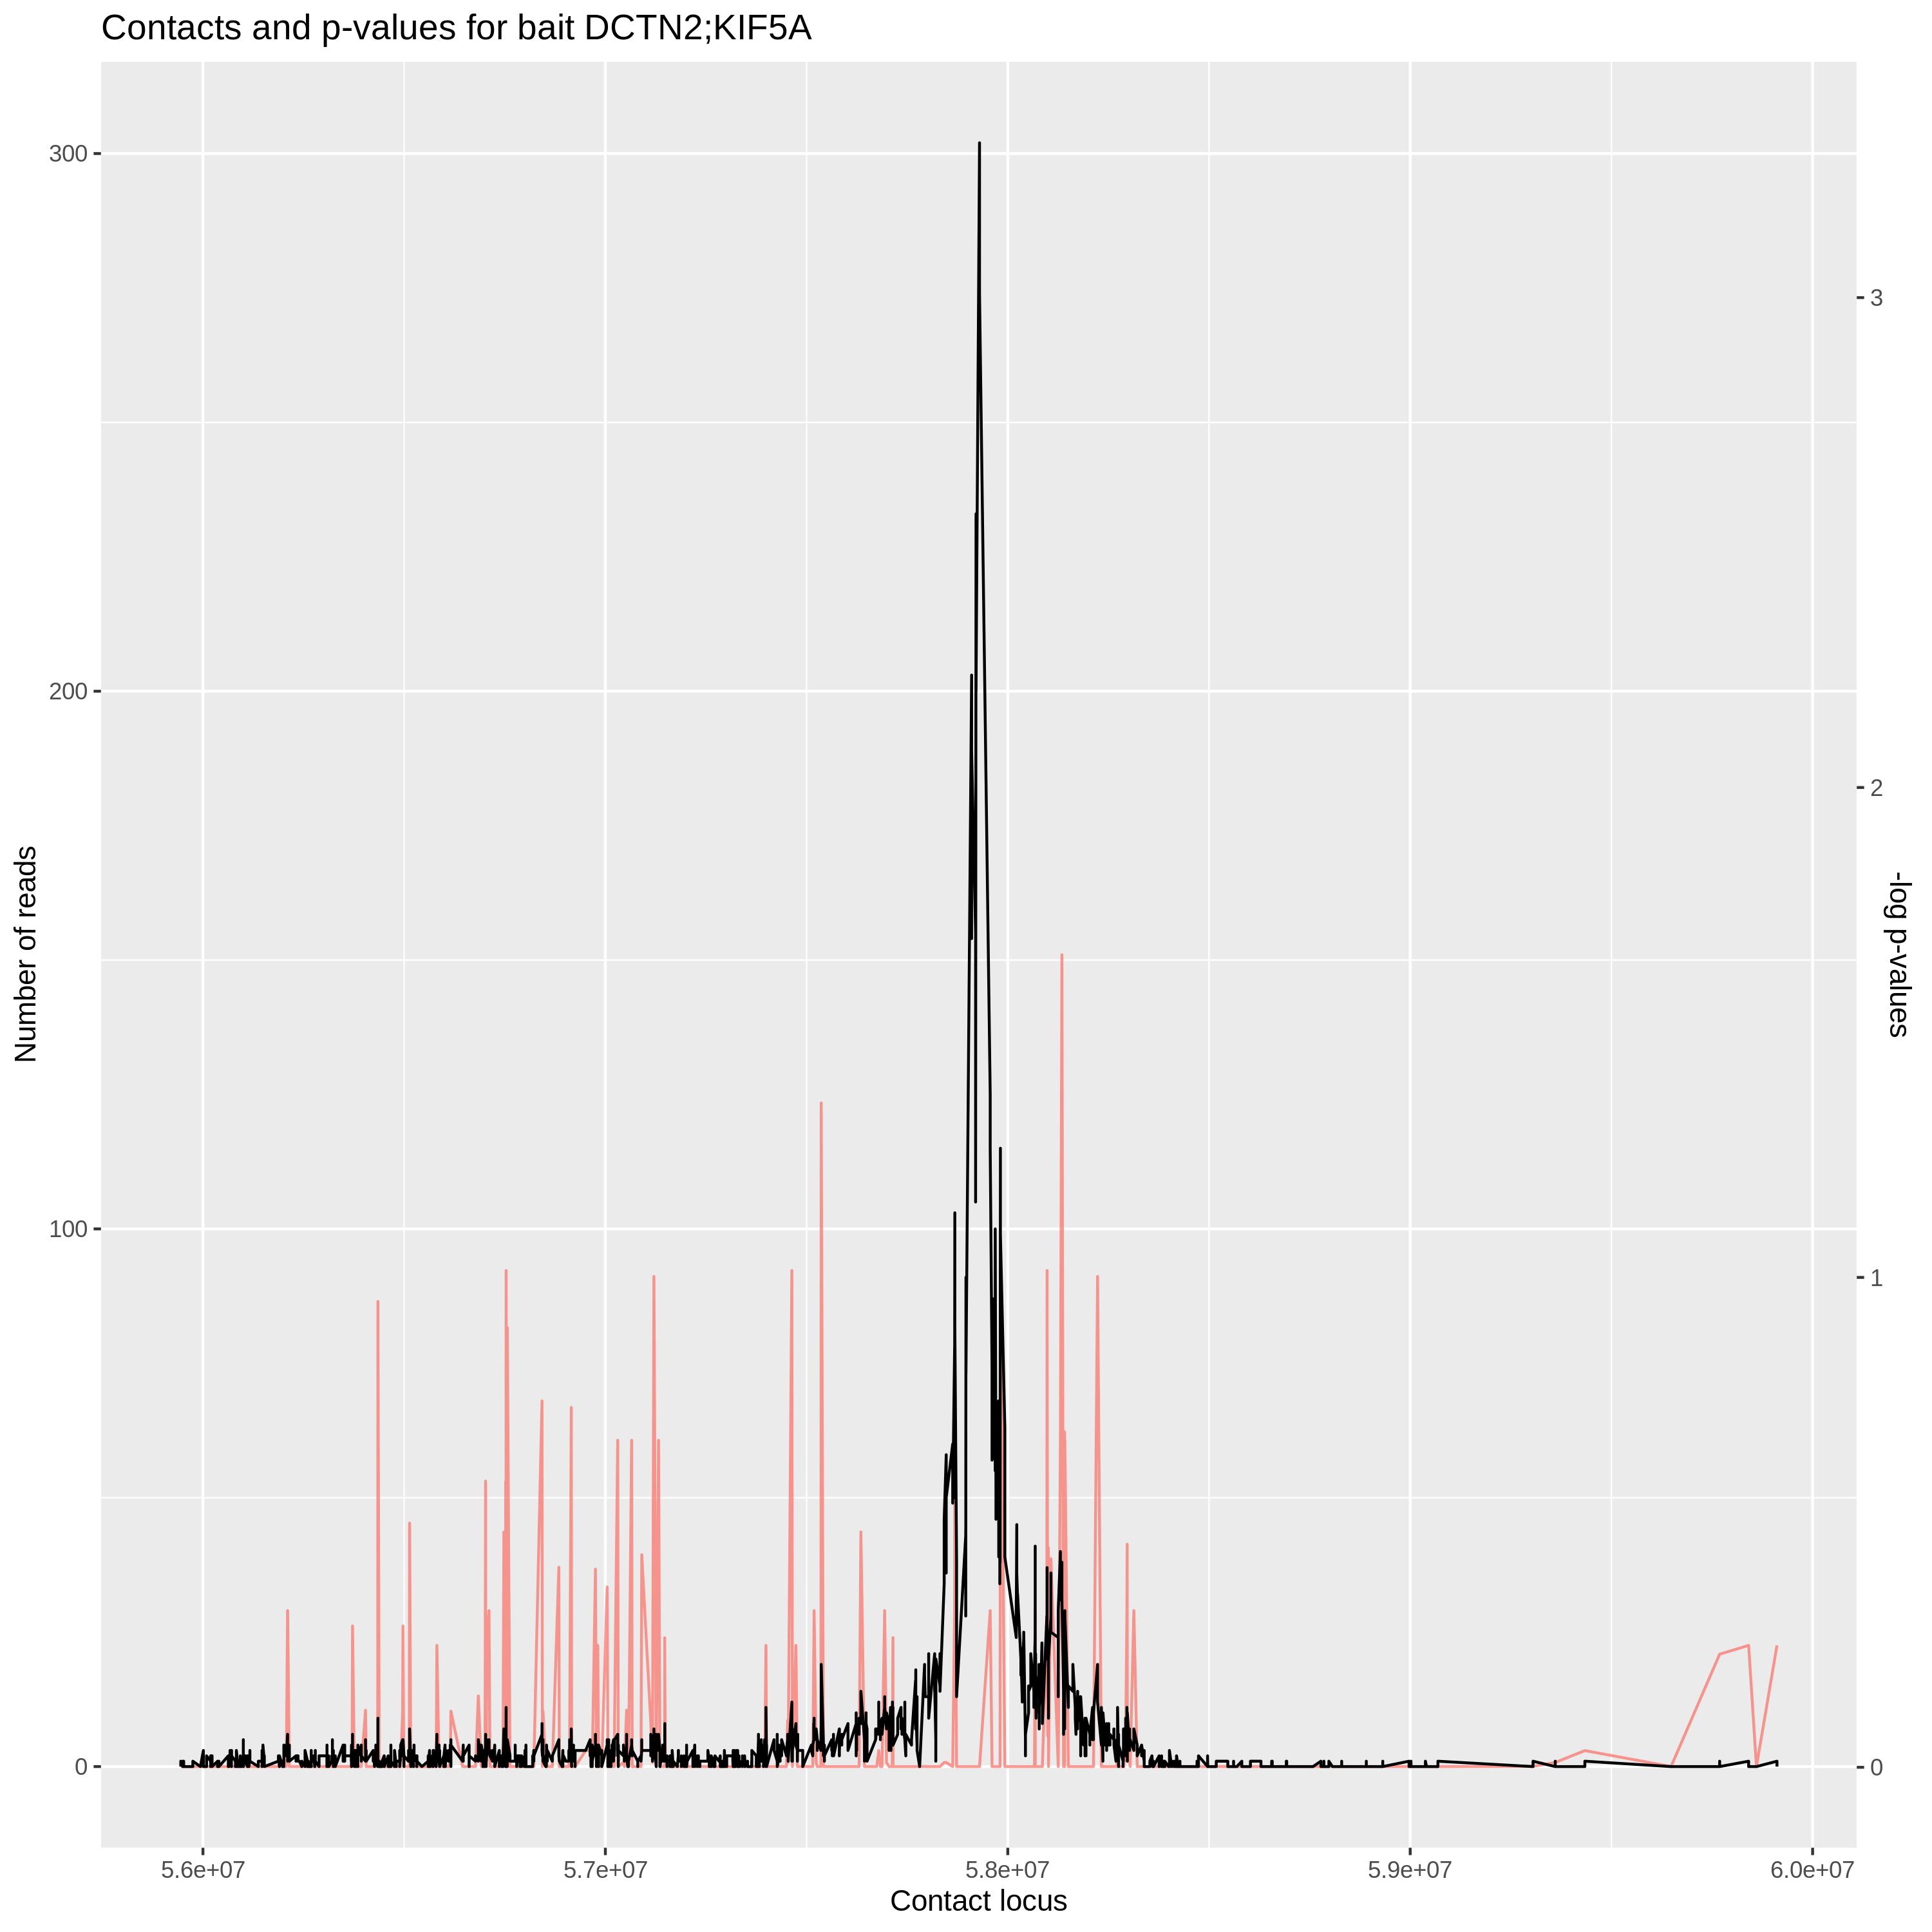 Contacts and p-values for bait DCTN2;KIF5A
300
200
100
0
Number of reads
3
2
1
0
-log p-values
5.6e+07
5.7e+07
5.8e+07
5.9e+07
6.0e+07
Contact locus